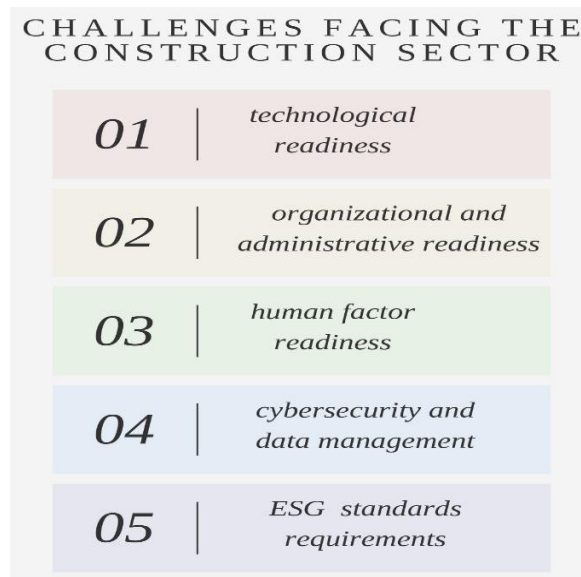 CHALLENGES FACING THE
CONSTRUCTION SECTOR
01
technological
readiness
02
organizational and
administrative readiness
03
human factor
readiness
04
cybersecurity and
data management
05
ESG standards
requirements